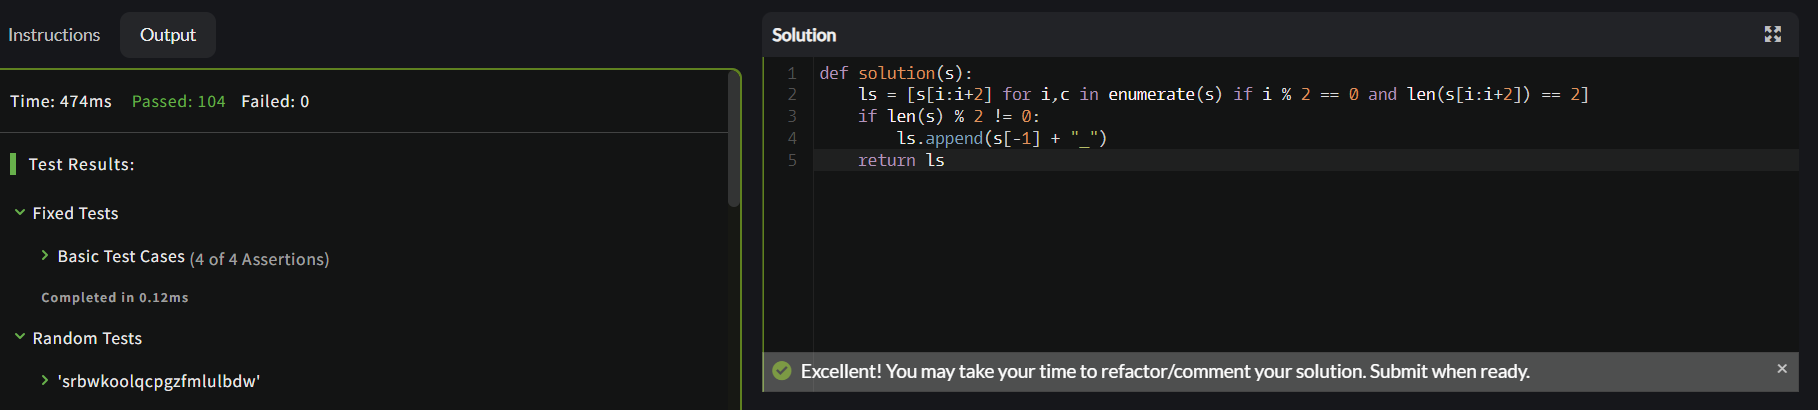 Instructions
Output
Time: 474ms Passed: 104 Failed: 0
Test Results:
Fixed Tests
Basic Test Cases (4 of 4 Assertions)
Completed in 0.12ms
Random Tests
'srbwkoolqcpgzfmlulbdw'
Solution
1 def solution(s):
2     ls = [s[i:i+2] for i,c in enumerate(s) if i % 2 == 0 and len(s[i:i+2]) == 2]
3     if len(s) % 2 != 0:
4         ls.append(s[-1] + "_")
5     return ls
Excellent! You may take your time to refactor/comment your solution. Submit when ready.